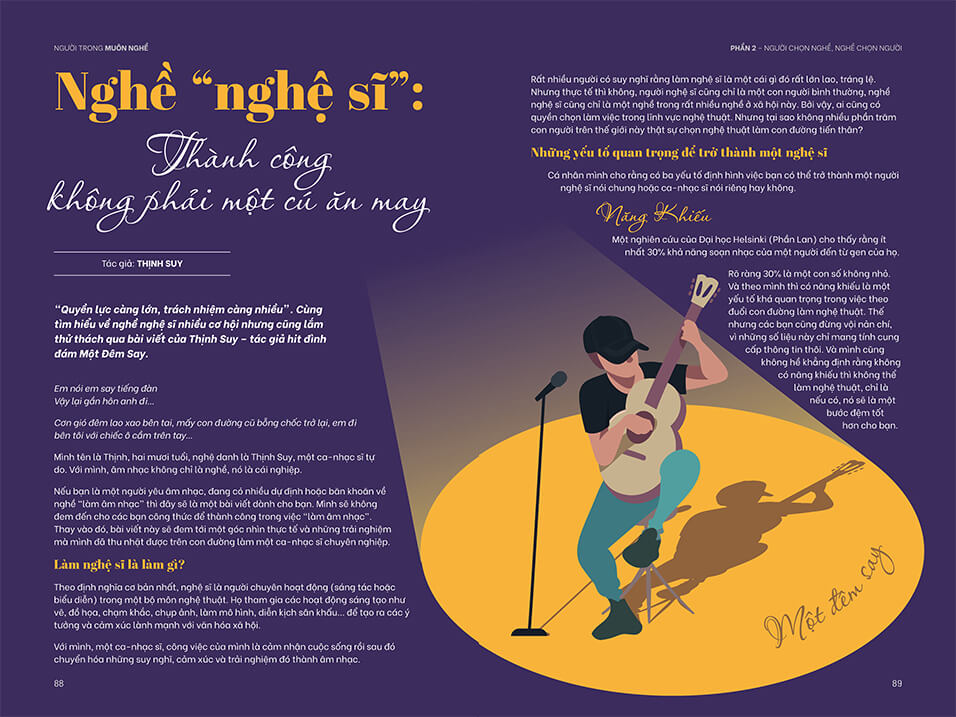 NGƯỜI TRONG MUÔN NGHỀ
Nghề “nghệ sĩ”:
Thành công
không phải một cú ăn may
Tác giả: THỊNH SUY
“Quyền lực càng lớn, trách nhiệm càng nhiều”. Cùng
tìm hiểu về nghề nghệ sĩ nhiều cơ hội nhưng cũng lắm
thử thách qua bài viết của Thịnh Suy – tác giả hit đình
đám Một Đêm Say.
Em nói em say tiếng đàn
Vậy lại gần hôn anh đi...
Cơn gió đêm lao xao bên tai, mấy con đường cũ bỗng chốc trở lại, em đi
bên tôi với chiếc ô cầm trên tay...
Mình tên là Thịnh, hai mươi tuổi, nghệ danh là Thịnh Suy, một ca-nhạc sĩ tự
do. Với mình, âm nhạc không chỉ là nghề, nó là cái nghiệp.
Nếu bạn là một người yêu âm nhạc, đang có nhiều dự định hoặc băn khoăn về
nghề “làm âm nhạc” thì đây sẽ là một bài viết dành cho bạn. Mình sẽ không
đem đến cho các bạn công thức để thành công trong việc “làm âm nhạc”.
Thay vào đó, bài viết này sẽ đem tới một góc nhìn thực tế và những trải nghiệm
mà mình đã thu nhặt được trên con đường làm một ca-nhạc sĩ chuyên nghiệp.
Làm nghệ sĩ là làm gì?
Theo định nghĩa cơ bản nhất, nghệ sĩ là người chuyên hoạt động (sáng tác hoặc
biểu diễn) trong một bộ môn nghệ thuật. Họ tham gia các hoạt động sáng tạo như
vẽ, đồ họa, chạm khắc, chụp ảnh, làm mô hình, diễn kịch sân khấu... để tạo ra các ý
tưởng và cảm xúc lành mạnh với văn hóa xã hội.
Với mình, một ca-nhạc sĩ, công việc của mình là cảm nhận cuộc sống rồi sau đó
chuyển hóa những suy nghĩ, cảm xúc và trải nghiệm đó thành âm nhạc.
88
PHẦN 2 – NGƯỜI CHỌN NGHỀ, NGHỀ CHỌN NGƯỜI
Rất nhiều người có suy nghĩ rằng làm nghệ sĩ là một cái gì đó rất lớn lao, tráng lệ.
Nhưng thực tế thì không, người nghệ sĩ cũng chỉ là một con người bình thường, nghề
nghệ sĩ cũng chỉ là một nghề trong rất nhiều nghề ở xã hội này. Bởi vậy, ai cũng có
quyền chọn làm việc trong lĩnh vực nghệ thuật. Nhưng tại sao không nhiều phần trăm
con người trên thế giới này thật sự chọn nghệ thuật làm con đường tiến thân?
Những yếu tố quan trọng để trở thành một nghệ sĩ
Cá nhân mình cho rằng có ba yếu tố định hình việc bạn có thể trở thành một người
nghệ sĩ nói chung hoặc ca-nhạc sĩ nói riêng hay không.
Năng Khiếu
Một nghiên cứu của Đại học Helsinki (Phần Lan) cho thấy rằng ít
nhất 30% khả năng soạn nhạc của một người đến từ gen của họ.
Rõ ràng 30% là một con số không nhỏ.
Và theo mình thì có năng khiếu là một
yếu tố khá quan trọng trong việc theo
đuổi con đường làm nghệ thuật. Thế
nhưng các bạn cũng đừng vội nản chí,
vì những số liệu này chỉ mang tính cung
cấp thông tin thôi. Và mình cũng
không hề khẳng định rằng không
có năng khiếu thì không thể
làm nghệ thuật, chỉ là
nếu có, nó sẽ là một
bước đệm tốt
hơn cho bạn.
Một đêm say
89